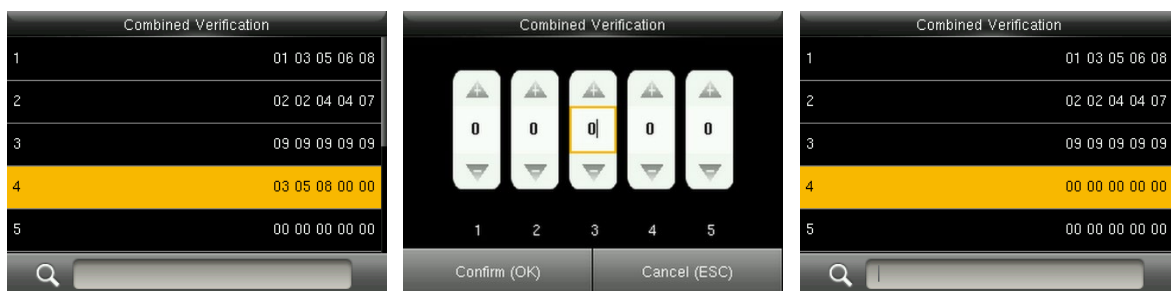 Combined Verification
1 01 03 05 06 08
2 02 02 04 04 07
3 09 09 09 09 09
4 03 05 08 00 00
5 00 00 00 00 00
Combined Verification
0 0 0 0 0
1 2 3 4 5
Confirm (OK) Cancel (ESC)
Combined Verification
1 01 03 05 06 08
2 02 02 04 04 07
3 09 09 09 09 09
4 00 00 00 00 00
5 00 00 00 00 00